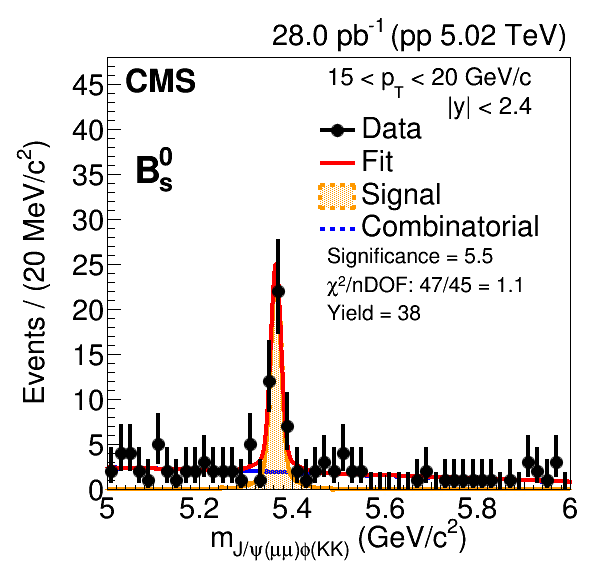 28.0 pb⁻¹ (pp 5.02 TeV)
CMS
15 < p_T < 20 GeV/c
|y| < 2.4
B_s^0
Data
Fit
Signal
Combinatorial
Significance = 5.5
χ²/nDOF: 47/45 = 1.1
Yield = 38
Events / (20 MeV/c²)
45
40
35
30
25
20
15
10
5
0
5 5.2 5.4 5.6 5.8 6
m_{J/ψ(μμ)ϕ(KK)} (GeV/c²)